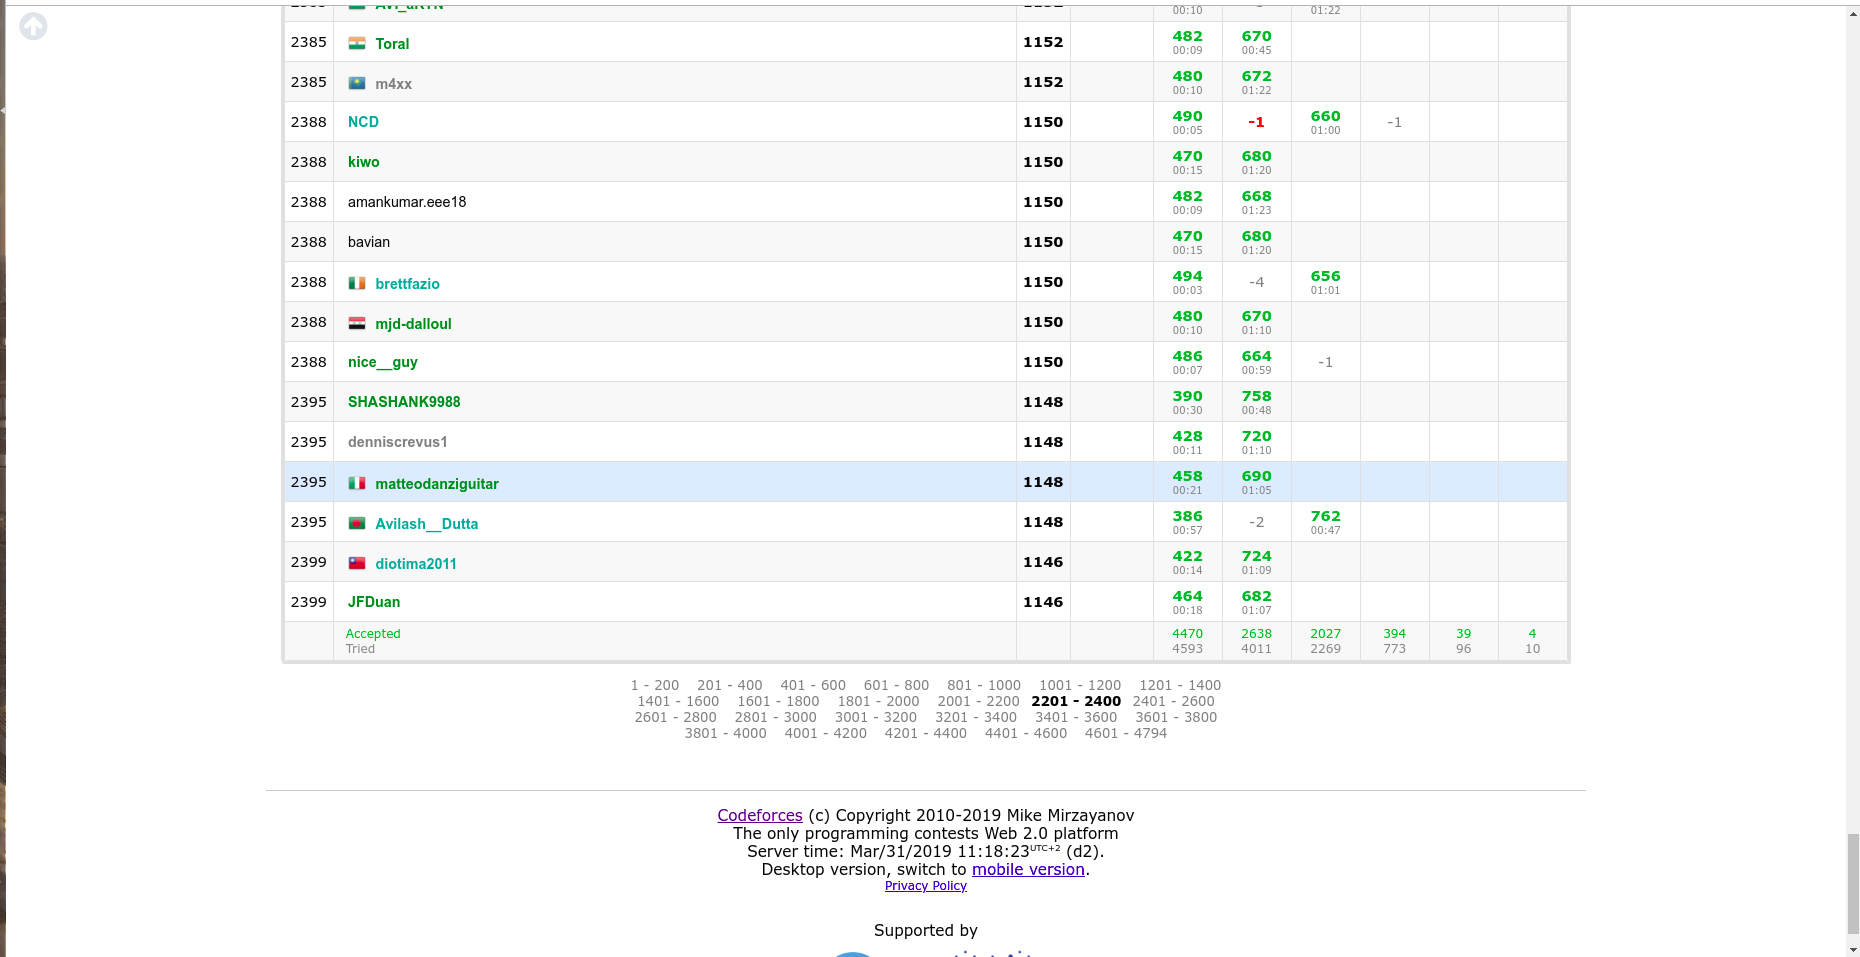 00:10 01:22
2385 Toral 1152 482 670
00:09 00:45
2385 m4xx 1152 480 672
00:10 01:22
2388 NCD 1150 490 -1 660 -1
00:05 01:00
2388 kiwo 1150 470 680
00:15 01:20
2388 amankumar.eee18 1150 482 668
00:09 01:23
2388 bavian 1150 470 680
00:15 01:20
2388 brettfazio 1150 494 -4 656
00:03 01:01
2388 mjd-dalloul 1150 480 670
00:10 01:10
2388 nice__guy 1150 486 664 -1
00:07 00:59
2395 SHASHANK9988 1148 390 758
00:30 00:48
2395 denniscrevus1 1148 428 720
00:11 01:10
2395 matteodanziguitar 1148 458 690
00:21 01:05
2395 Avilash__Dutta 1148 386 -2 762
00:57 00:47
2399 diotima2011 1146 422 724
00:14 01:09
2399 JFDuan 1146 464 682
00:18 01:07
Accepted 4470 2638 2027 394 39 4
Tried 4593 4011 2269 773 96 10
1 - 200 201 - 400 401 - 600 601 - 800 801 - 1000 1001 - 1200 1201 - 1400
1401 - 1600 1601 - 1800 1801 - 2000 2001 - 2200 2201 - 2400 2401 - 2600
2601 - 2800 2801 - 3000 3001 - 3200 3201 - 3400 3401 - 3600 3601 - 3800
3801 - 4000 4001 - 4200 4201 - 4400 4401 - 4600 4601 - 4794
Codeforces (c) Copyright 2010-2019 Mike Mirzayanov
The only programming contests Web 2.0 platform
Server time: Mar/31/2019 11:18:23UTC+2 (d2).
Desktop version, switch to mobile version.
Privacy Policy
Supported by